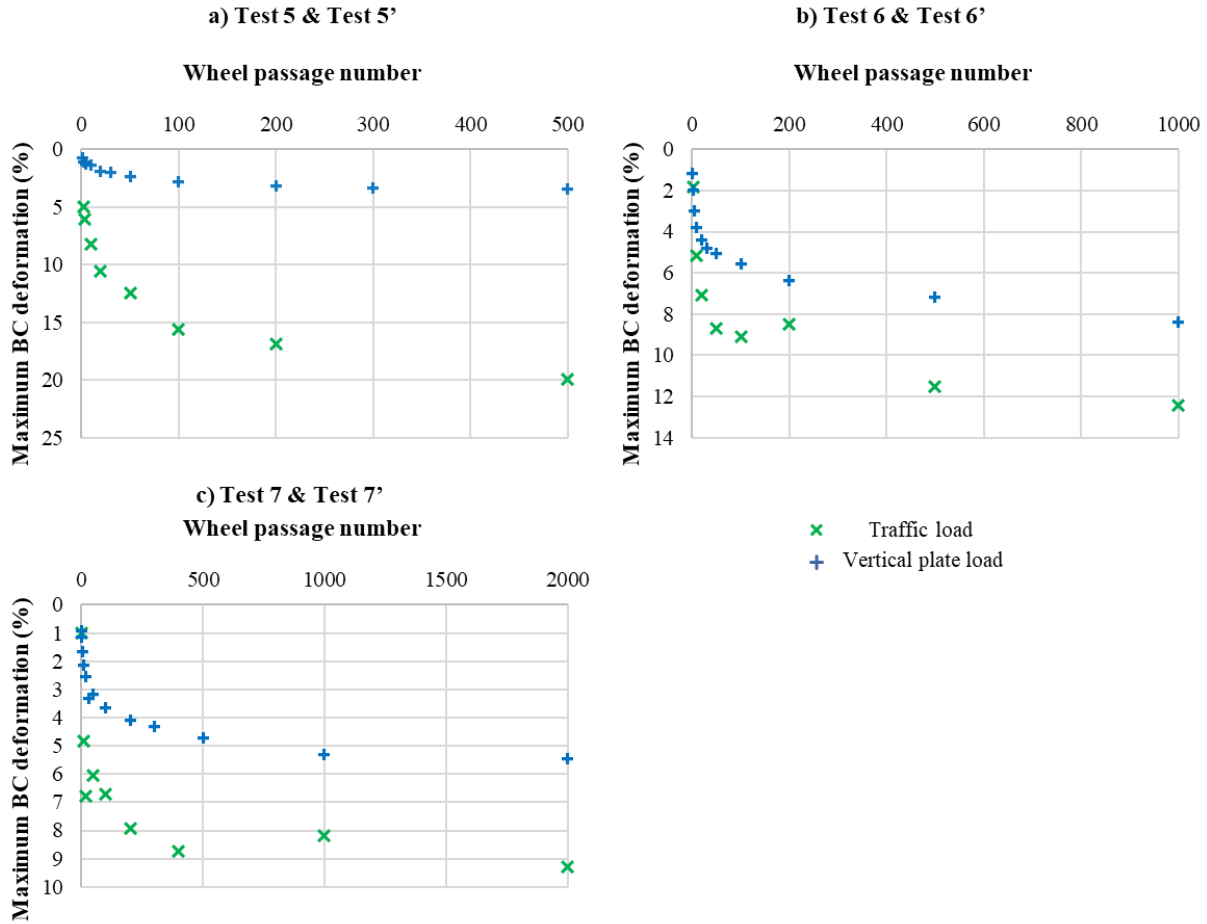 a) Test 5 & Test 5’
Wheel passage number
0 100 200 300 400 500
Maximum BC deformation (%)
0
5
10
15
20
25
b) Test 6 & Test 6’
Wheel passage number
0 200 400 600 800 1000
Maximum BC deformation (%)
0
2
4
6
8
10
12
14
c) Test 7 & Test 7’
Wheel passage number
0 500 1000 1500 2000
Maximum BC deformation (%)
0
1
2
3
4
5
6
7
8
9
10
Traffic load
Vertical plate load